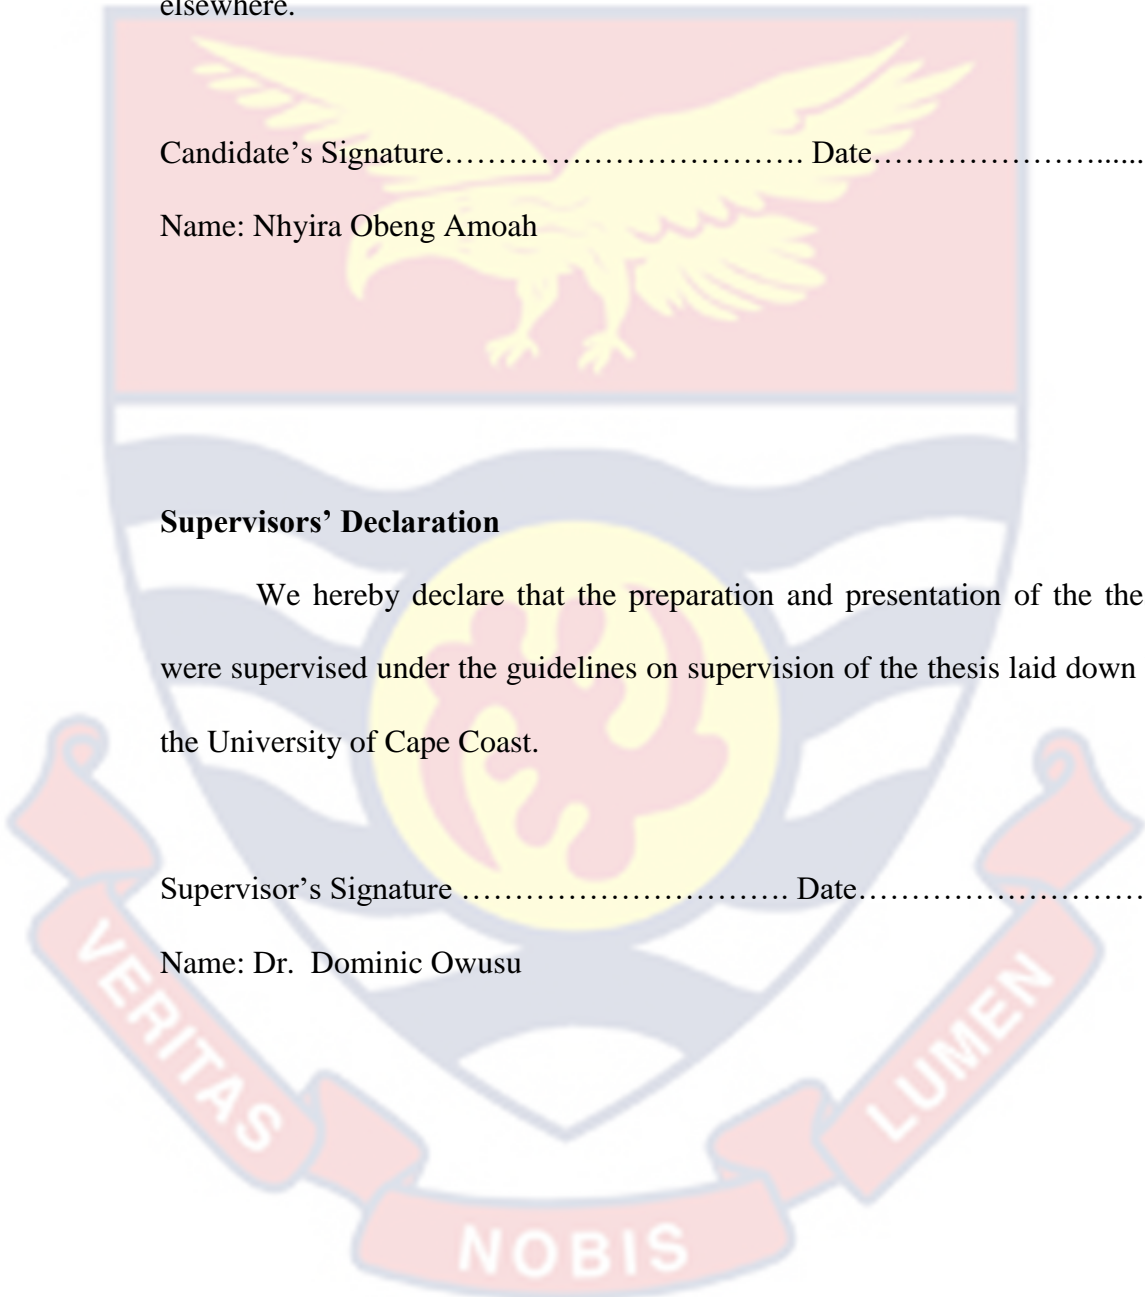 elsewhere.
Candidate’s Signature……………………………. Date…………………......
Name: Nhyira Obeng Amoah
Supervisors’ Declaration
We hereby declare that the preparation and presentation of the the
were supervised under the guidelines on supervision of the thesis laid down
the University of Cape Coast.
Supervisor’s Signature …………………………. Date………………………
Name: Dr. Dominic Owusu
VERITAS
NOBIS
LUMEN